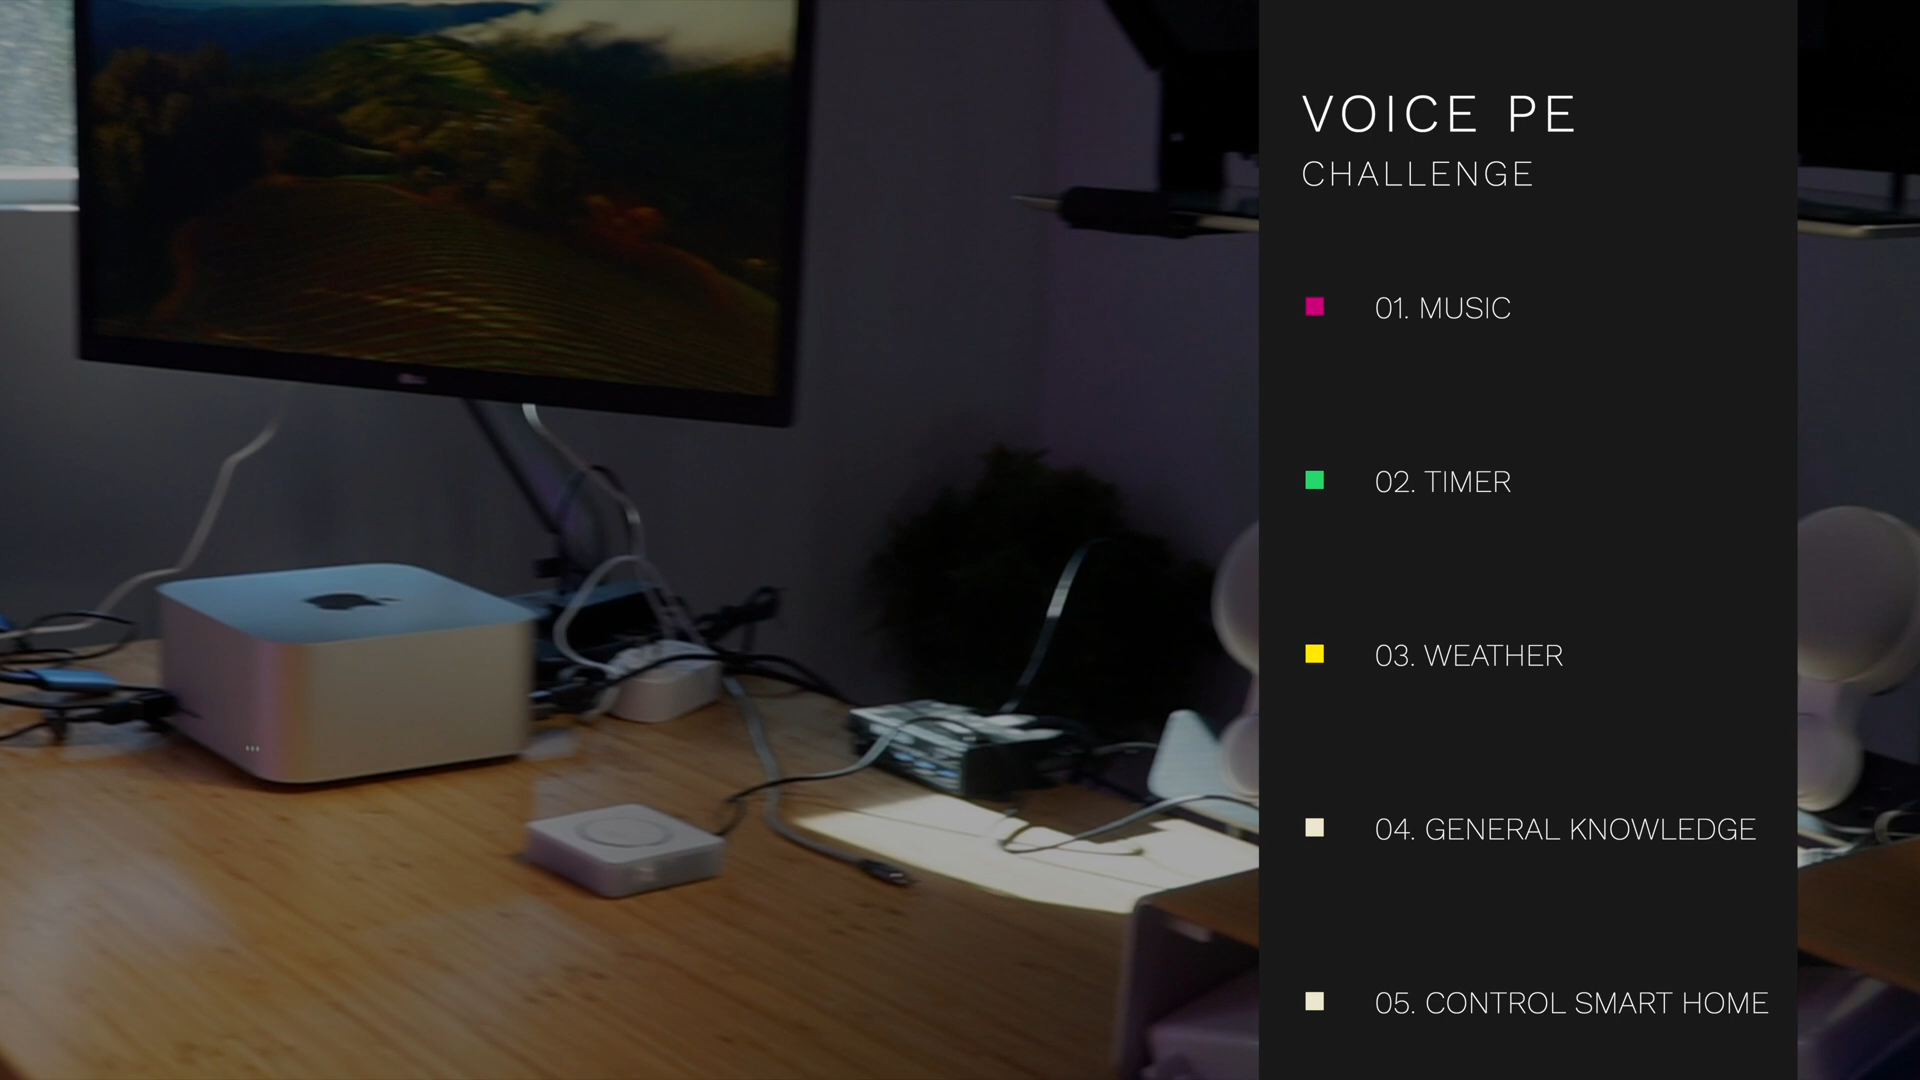 VOICE PE
CHALLENGE
01. MUSIC
02. TIMER
03. WEATHER
04. GENERAL KNOWLEDGE
05. CONTROL SMART HOME